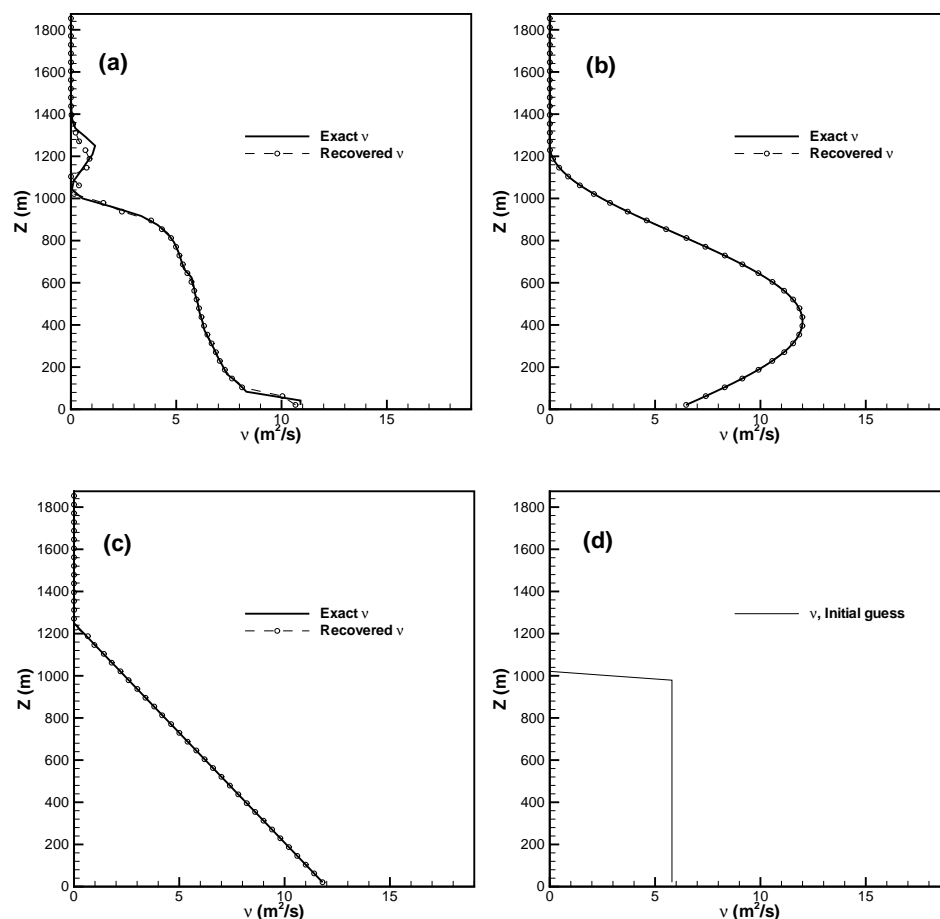 (a)
Exact ν
Recovered ν
Z (m)
1800
1600
1400
1200
1000
800
600
400
200
0
0 5 10 15
ν (m²/s)
(b)
Exact ν
Recovered ν
Z (m)
1800
1600
1400
1200
1000
800
600
400
200
0
0 5 10 15
ν (m²/s)
(c)
Exact ν
Recovered ν
Z (m)
1800
1600
1400
1200
1000
800
600
400
200
0
0 5 10 15
ν (m²/s)
(d)
ν, Initial guess
Z (m)
1800
1600
1400
1200
1000
800
600
400
200
0
0 5 10 15
ν (m²/s)